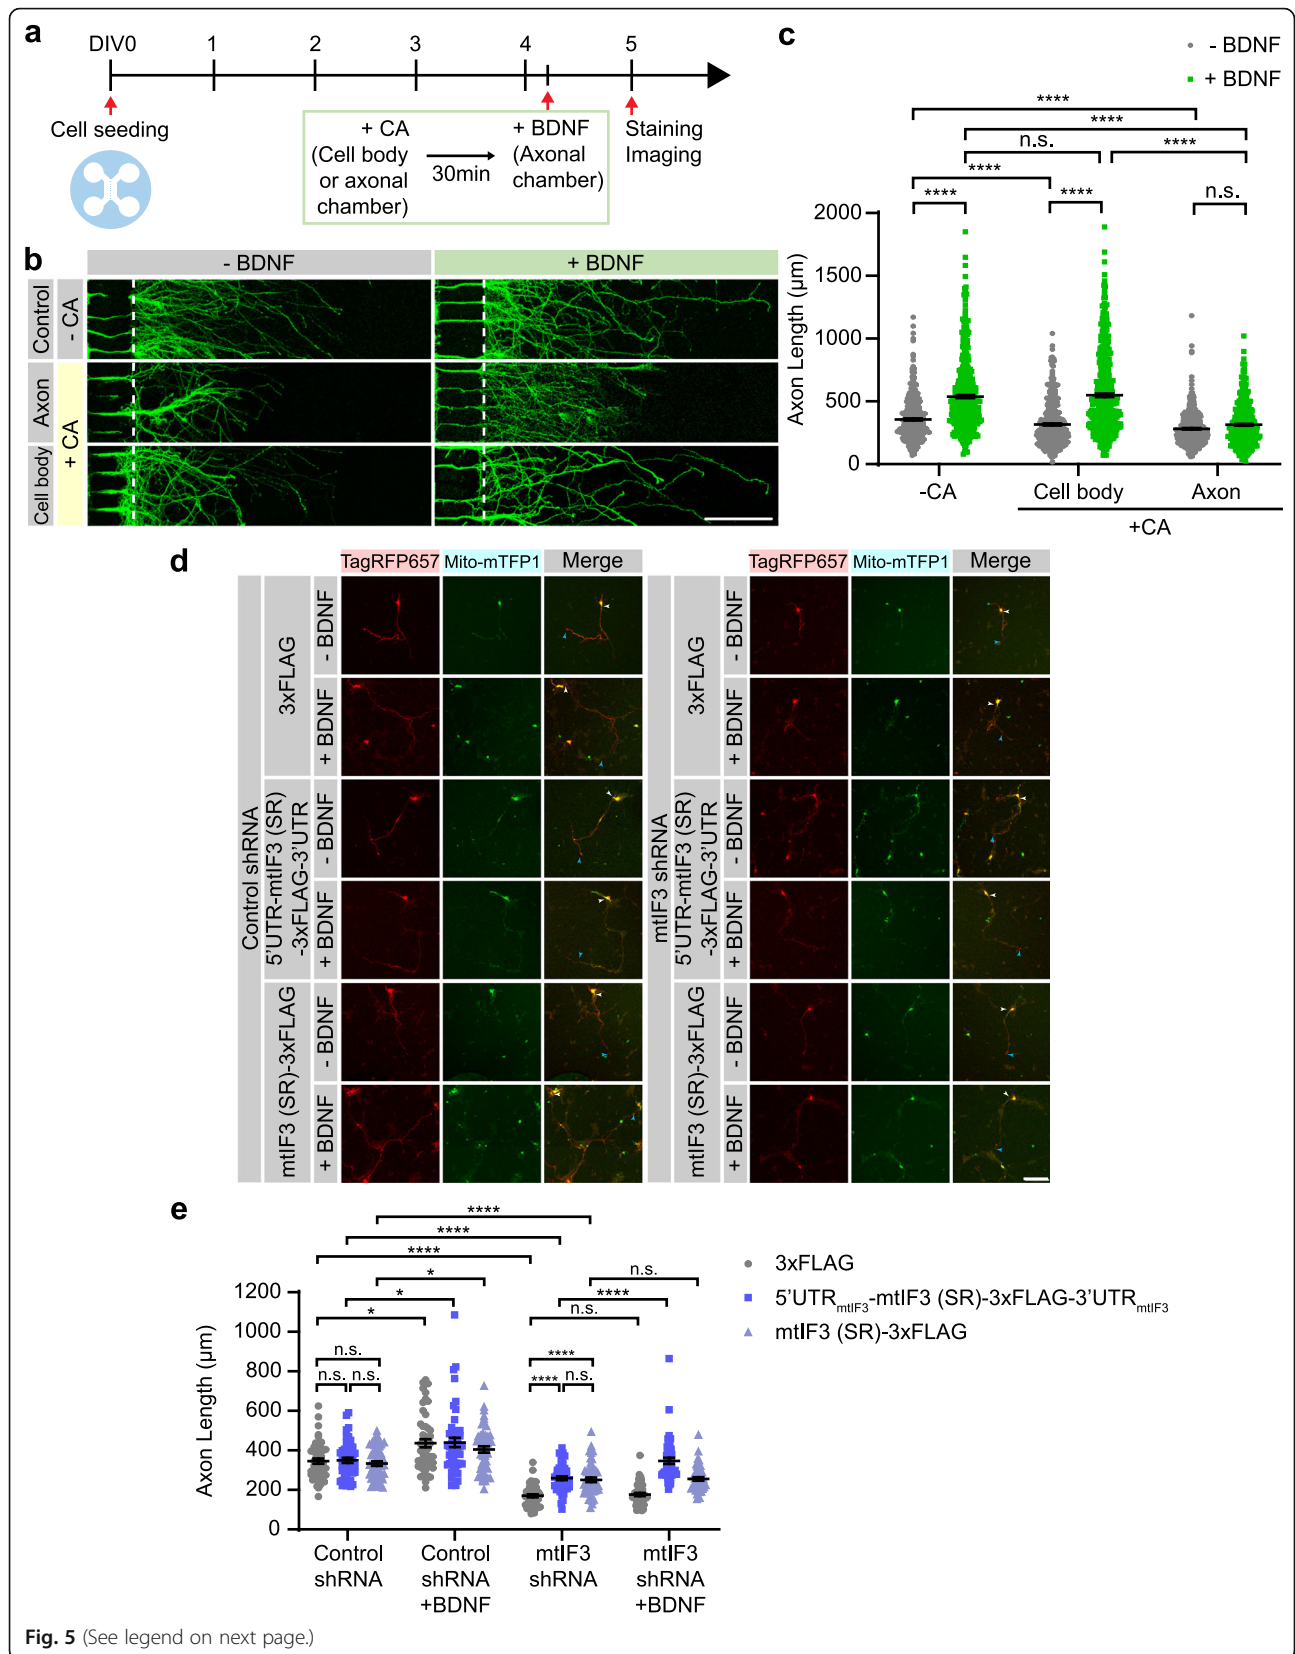 a
DIV0 1 2 3 4 5
Cell seeding
+ CA
(Cell body
or axonal
chamber)
30min
+ BDNF
(Axonal
chamber)
Staining
Imaging
b
- BDNF
+ BDNF
Control
- CA
Axon
Cell body
+ CA
c
- BDNF
+ BDNF
****
****
n.s.
****
****
****
****
n.s.
Axon Length (µm)
2000
1500
1000
500
0
-CA
Cell body
Axon
+CA
d
TagRFP657 Mito-mTFP1 Merge
Control shRNA
3xFLAG
- BDNF
+ BDNF
5'UTR-mtIF3 (SR)
-3xFLAG-3'UTR
- BDNF
+ BDNF
mtIF3 (SR)-3xFLAG
- BDNF
+ BDNF
TagRFP657 Mito-mTFP1 Merge
mtIF3 shRNA
3xFLAG
- BDNF
+ BDNF
5'UTR-mtIF3 (SR)
-3xFLAG-3'UTR
- BDNF
+ BDNF
mtIF3 (SR)-3xFLAG
- BDNF
+ BDNF
e
****
****
****
*
*
*
n.s.
n.s. n.s.
n.s.
****
n.s.
****
**** n.s.
Axon Length (µm)
1200
1000
800
600
400
200
0
Control
shRNA
Control
shRNA
+BDNF
mtIF3
shRNA
mtIF3
shRNA
+BDNF
3xFLAG
5'UTRmtIF3-mtIF3 (SR)-3xFLAG-3'UTRmtIF3
mtIF3 (SR)-3xFLAG
Fig. 5 (See legend on next page.)